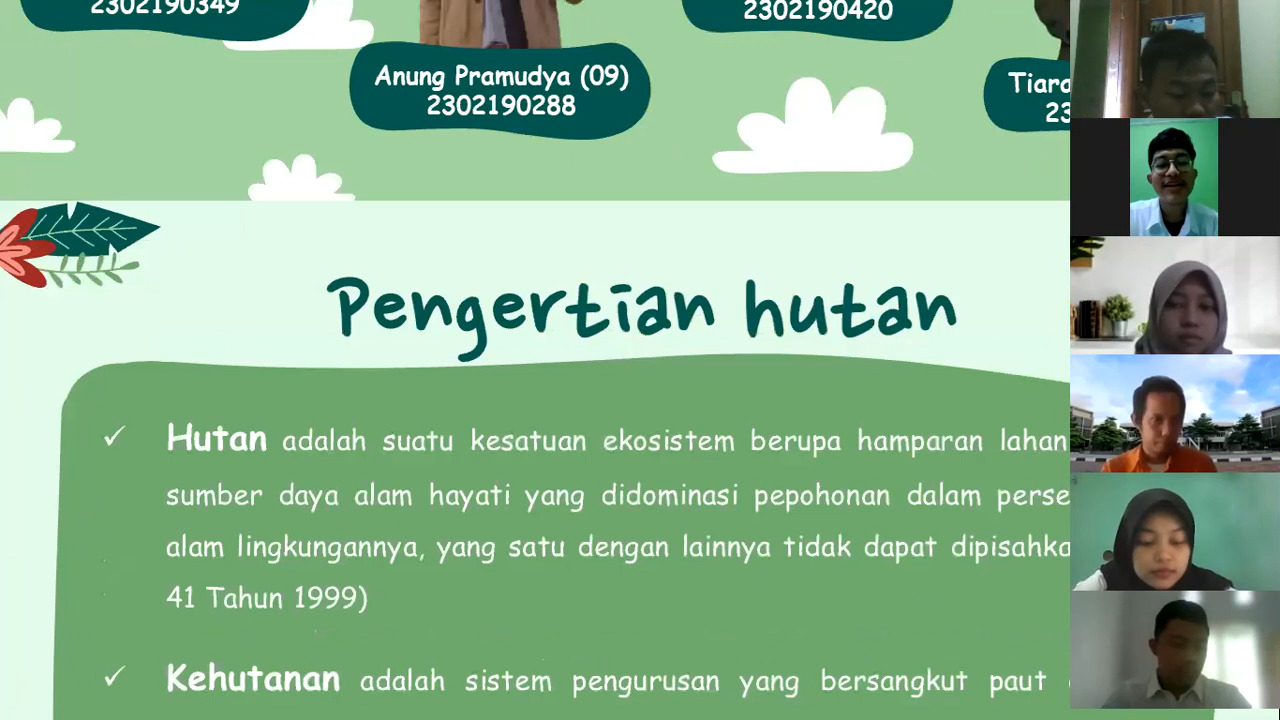 2302190349
2302190420
Anung Pramudya (09)
2302190288
Tiara
23
Pengertian hutan
✓ Hutan adalah suatu kesatuan ekosistem berupa hamparan lahan
sumber daya alam hayati yang didominasi pepohonan dalam perse
alam lingkungannya, yang satu dengan lainnya tidak dapat dipisahka
41 Tahun 1999)
✓ Kehutanan adalah sistem pengurusan yang bersangkut paut